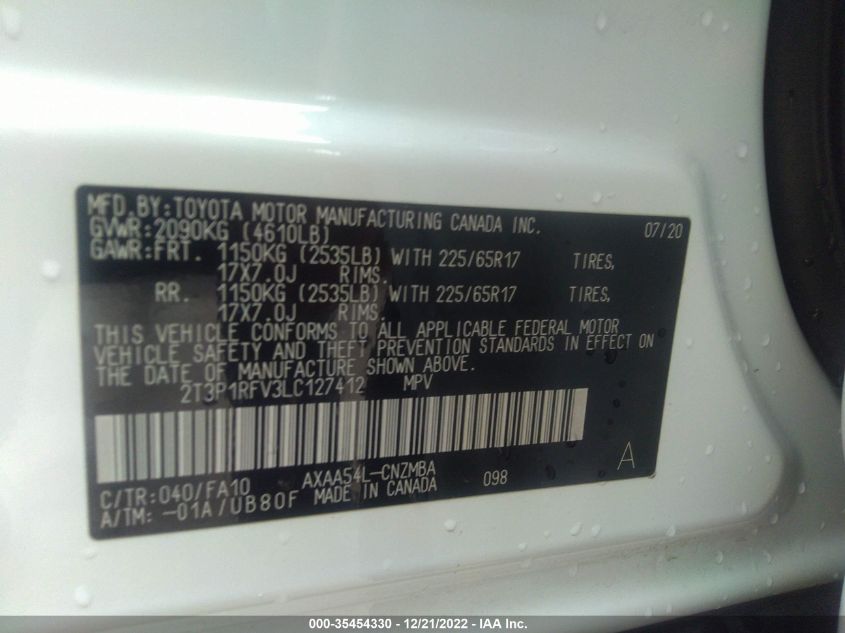 MFD.BY:TOYOTA MOTOR MANUFACTURING CANADA INC. 07/20
GVWR:2090KG (4610LB)
GAWR:FRT. 1150KG (2535LB) WITH 225/65R17 TIRES,
17X7.0J RIMS.
RR. 1150KG (2535LB) WITH 225/65R17 TIRES,
17X7.0J RIMS.
THIS VEHICLE CONFORMS TO ALL APPLICABLE FEDERAL MOTOR
VEHICLE SAFETY AND THEFT PREVENTION STANDARDS IN EFFECT ON
THE DATE OF MANUFACTURE SHOWN ABOVE.
2T3P1RFV3LC127412 MPV
C/TR:040/FA10 AXAA54L-CNZMBA 098 A
A/TM:-01A/UB80F MADE IN CANADA
000-35454330 - 12/21/2022 - IAA Inc.